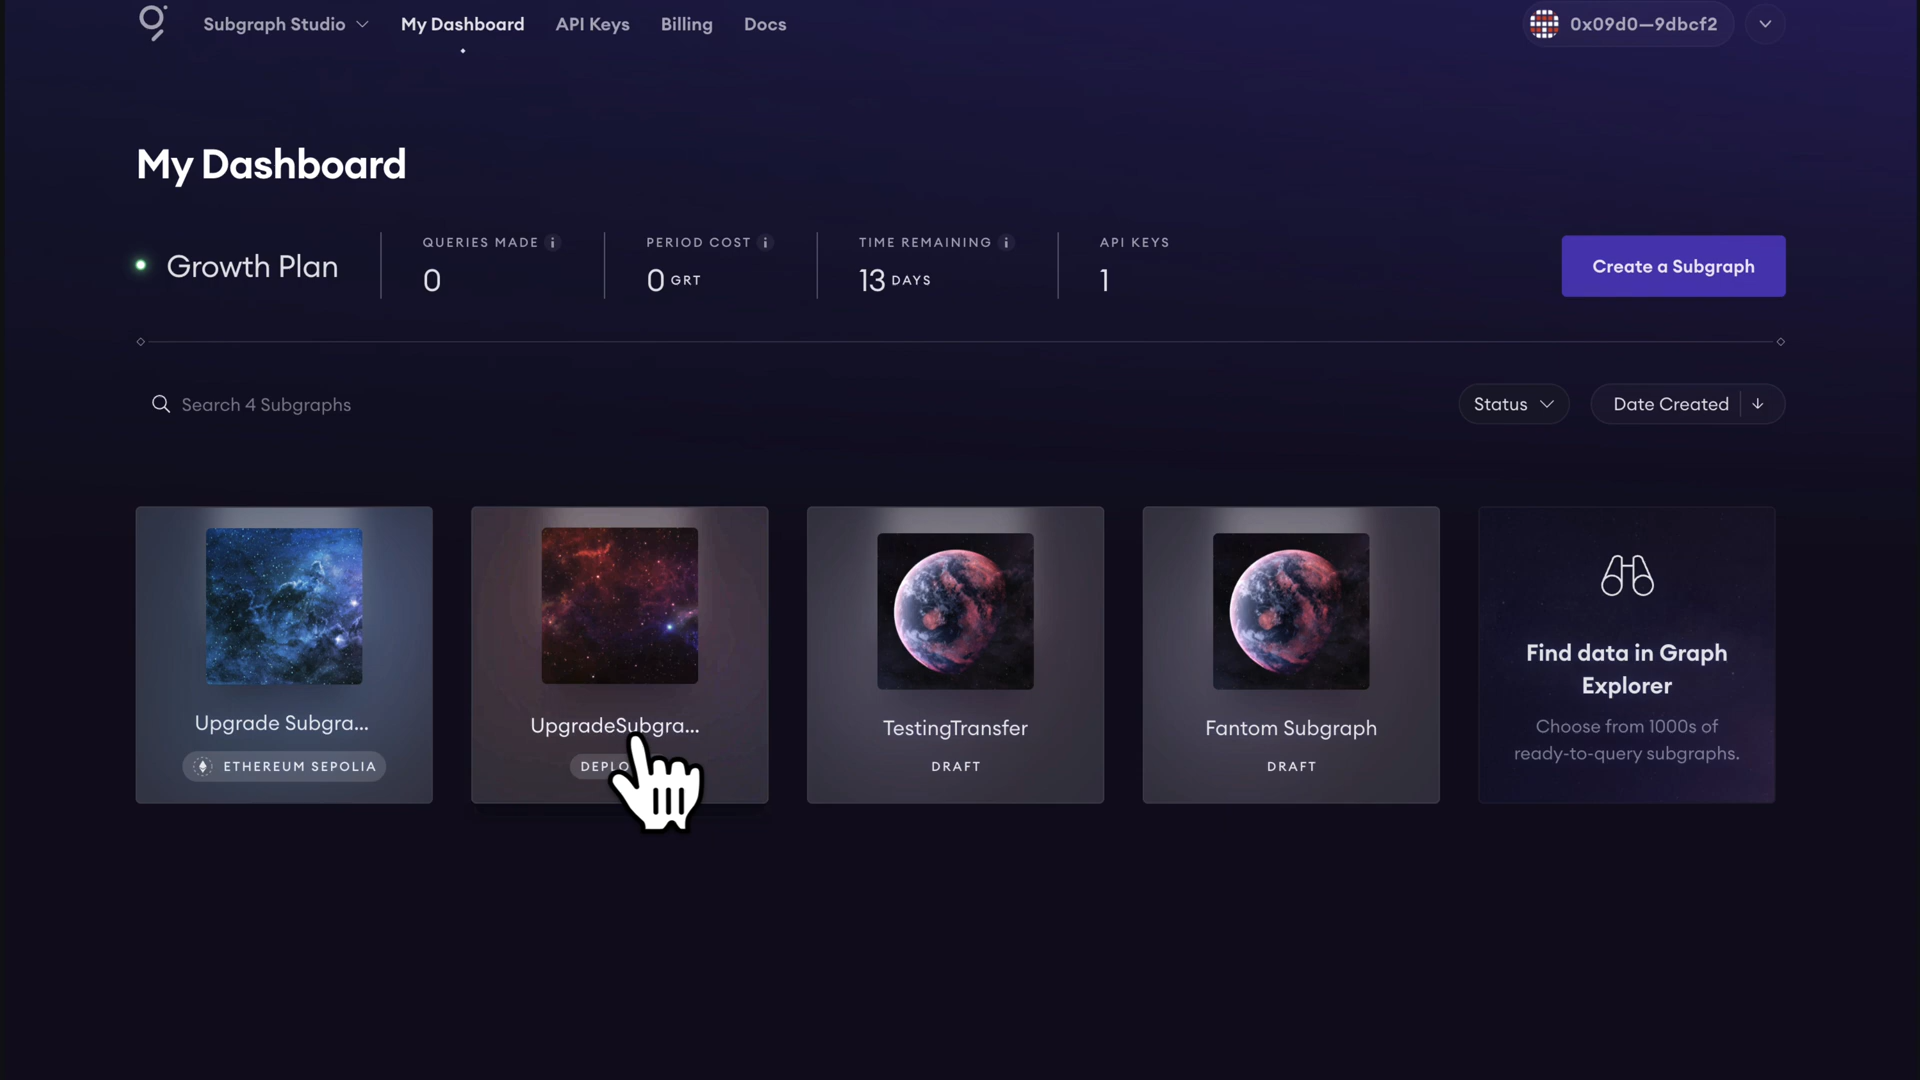 Subgraph Studio My Dashboard API Keys Billing Docs 0x09d0—9dbcf2
My Dashboard
Growth Plan
QUERIES MADE i
0
PERIOD COST i
0 GRT
TIME REMAINING i
13 DAYS
API KEYS
1
Create a Subgraph
Search 4 Subgraphs
Status
Date Created
Upgrade Subgra...
ETHEREUM SEPOLIA
UpgradeSubgra...
TestingTransfer
DRAFT
Fantom Subgraph
DRAFT
Find data in Graph
Explorer
Choose from 1000s of
ready-to-query subgraphs.